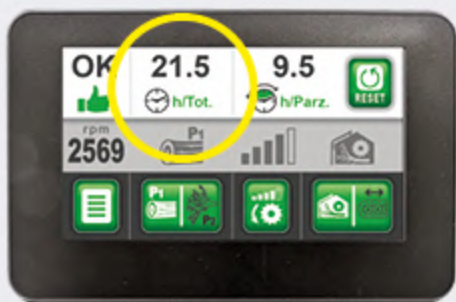 OK 21.5 9.5
h/Tot. h/Parz. RESET
rpm P1
2569
P1 P2